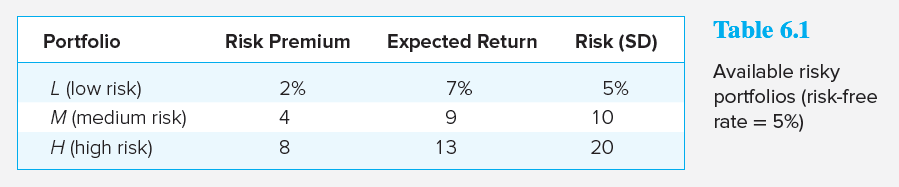 Portfolio Risk Premium Expected Return Risk (SD)
L (low risk) 2% 7% 5%
M (medium risk) 4 9 10
H (high risk) 8 13 20
Table 6.1
Available risky
portfolios (risk-free
rate = 5%)